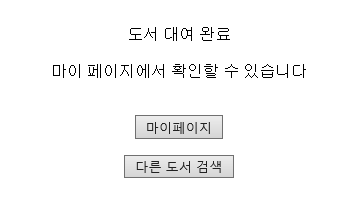 도서 대여 완료
마이 페이지에서 확인할 수 있습니다
마이페이지
다른 도서 검색